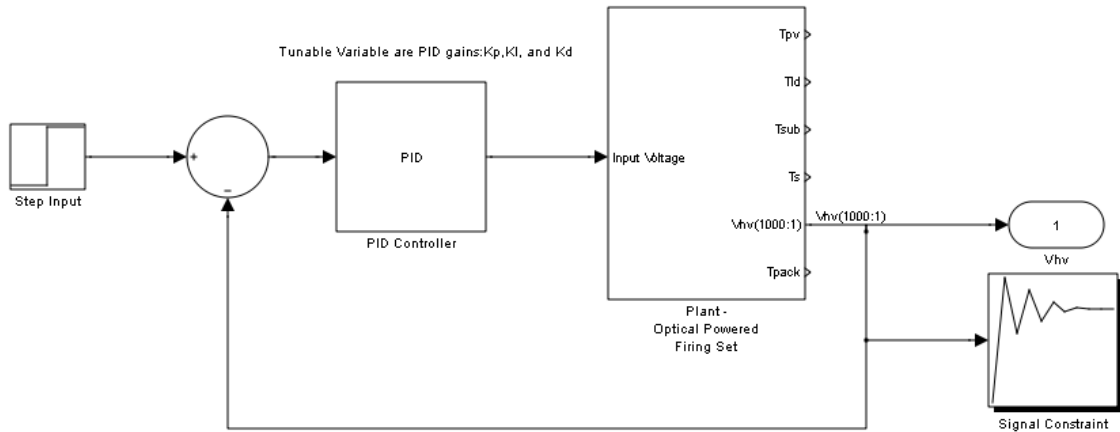 Tunable Variable are PID gains:Kp,KI, and Kd
Step Input
+
−
PID
PID Controller
Input Voltage
Tpv
Tld
Tsub
Ts
Vhv(1000:1)
Tpack
Plant -
Optical Powered
Firing Set
Vhv(1000:1)
1
Vhv
Signal Constraint